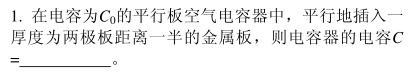 1. 在电容为C₀的平行板空气电容器中，平行地插入一
厚度为两极板距离一半的金属板，则电容器的电容C
=__________。